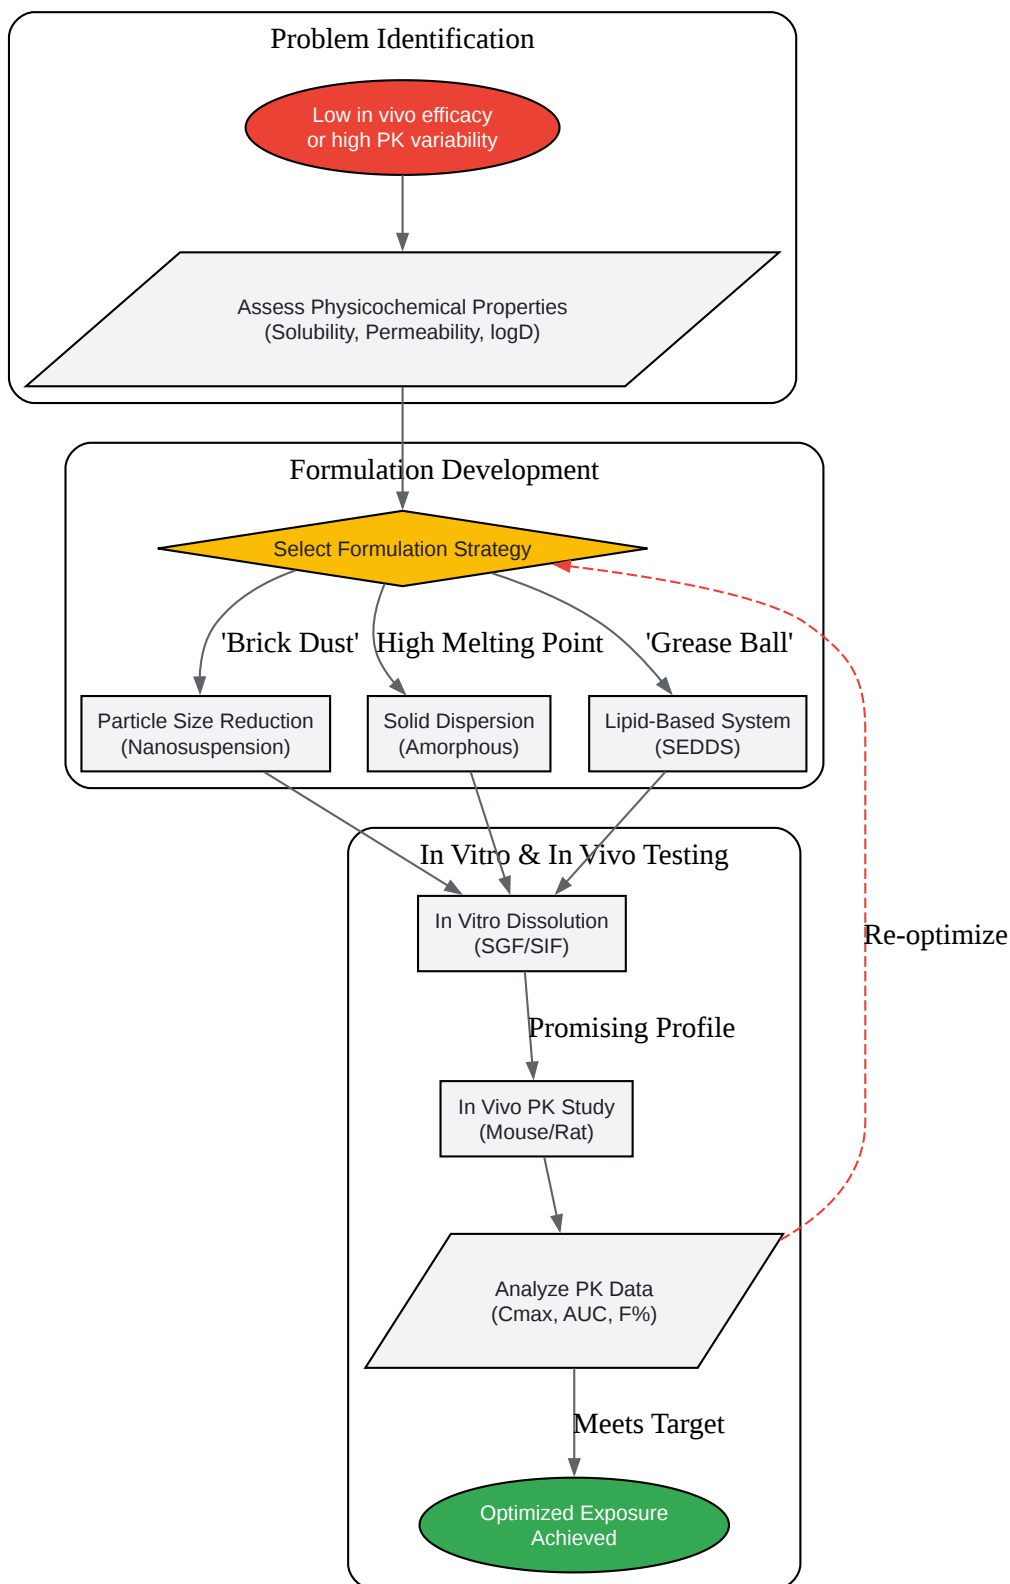 Problem Identification
Low in vivo efficacy
or high PK variability
Assess Physicochemical Properties
(Solubility, Permeability, logD)
Formulation Development
Select Formulation Strategy
'Brick Dust'
High Melting Point
'Grease Ball'
Particle Size Reduction
(Nanosuspension)
Solid Dispersion
(Amorphous)
Lipid-Based System
(SEDDS)
In Vitro & In Vivo Testing
In Vitro Dissolution
(SGF/SIF)
Re-optimize
Promising Profile
In Vivo PK Study
(Mouse/Rat)
Analyze PK Data
(Cmax, AUC, F%)
Meets Target
Optimized Exposure
Achieved